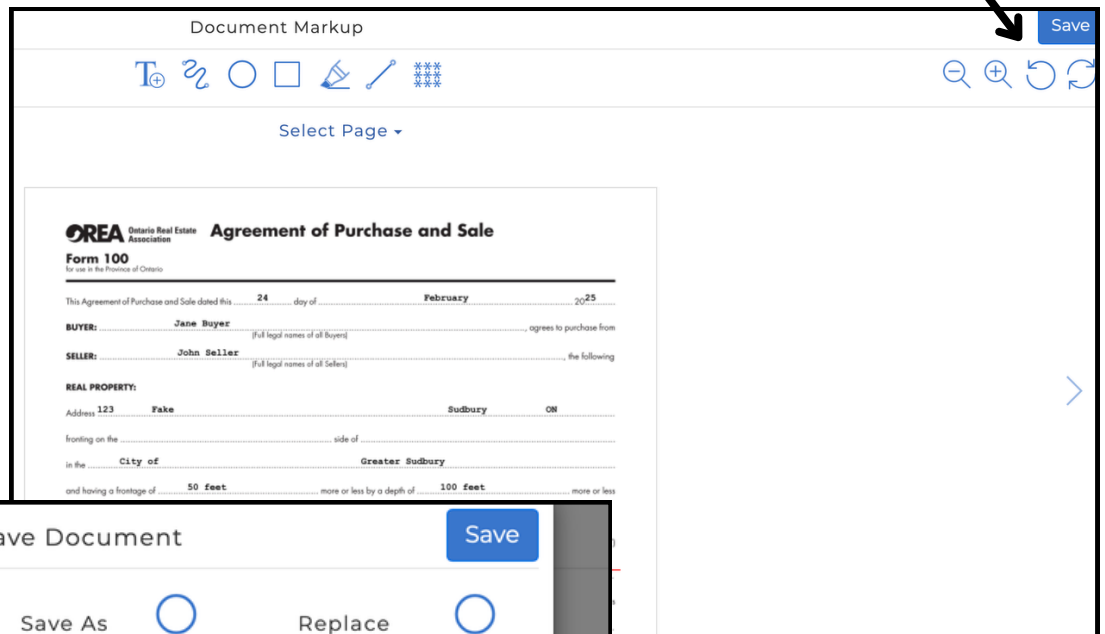 Document Markup
Save
Select Page
OREA Ontario Real Estate Association Agreement of Purchase and Sale
Form 100
for use in the Province of Ontario
This Agreement of Purchase and Sale dated this 24 day of February 2025
BUYER: Jane Buyer, agrees to purchase from
(Full legal names of all Buyers)
SELLER: John Seller, the following
(Full legal names of all Sellers)
REAL PROPERTY:
Address 123 Fake Sudbury ON
fronting on the side of
in the City of Greater Sudbury
and having a frontage of 50 feet more or less by a depth of 100 feet more or less
ave Document
Save
Save As
Replace